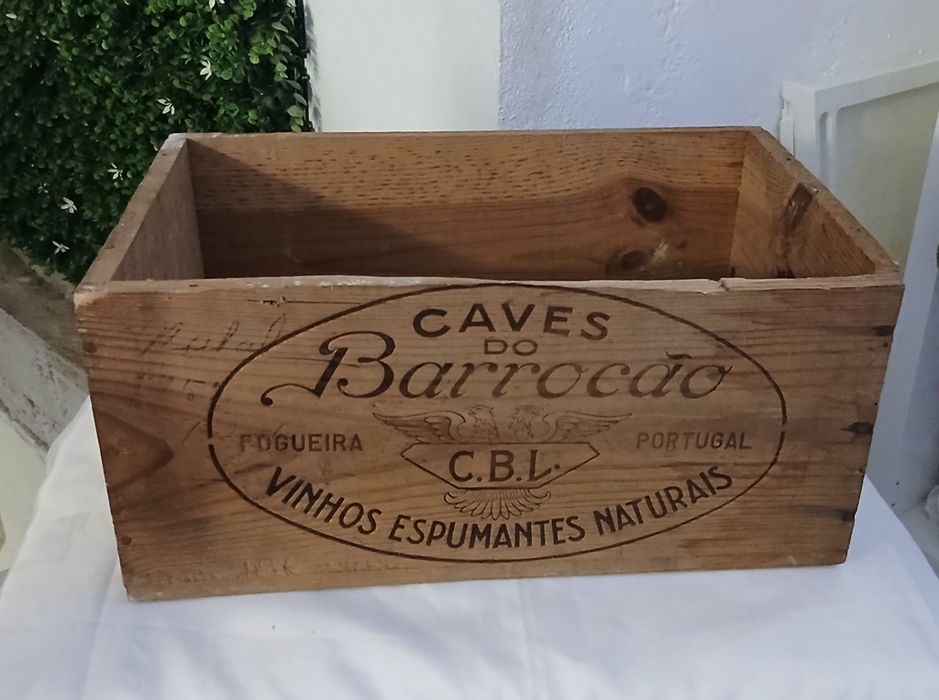 CAVES
DO
Barrocão
FOGUEIRA PORTUGAL
C.B.L.
VINHOS ESPUMANTES NATURAIS